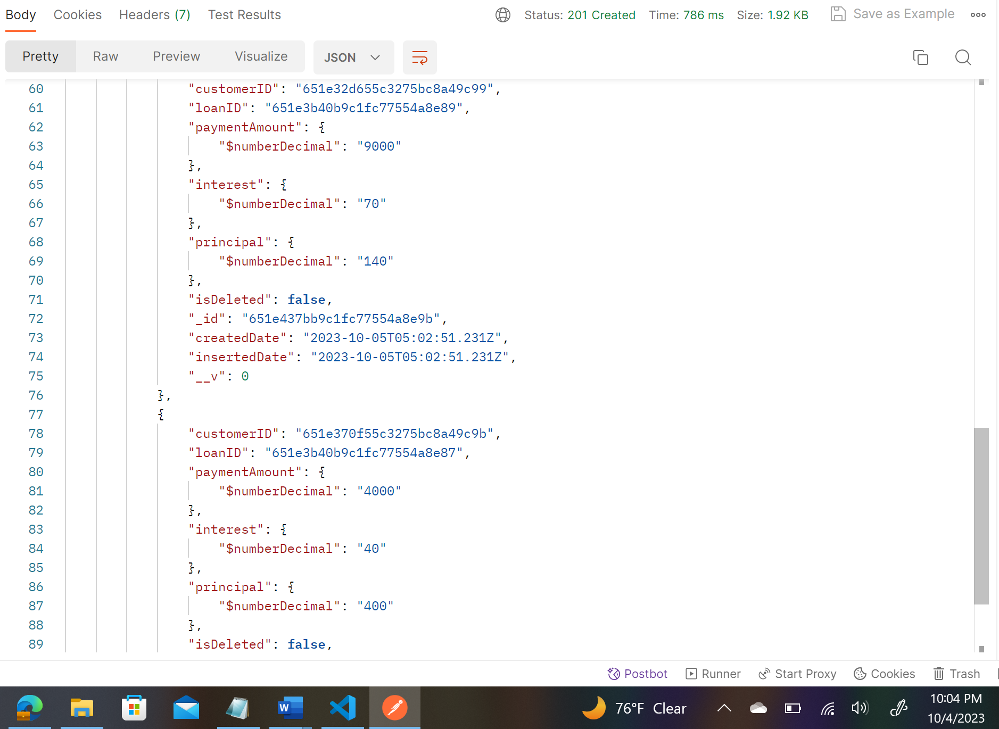 Body Cookies Headers (7) Test Results Status: 201 Created Time: 786 ms Size: 1.92 KB Save as Example
Pretty Raw Preview Visualize JSON
60 "customerID": "651e32d655c3275bc8a49c99",
61 "loanID": "651e3b40b9c1fc77554a8e89",
62 "paymentAmount": {
63 "$numberDecimal": "9000"
64 },
65 "interest": {
66 "$numberDecimal": "70"
67 },
68 "principal": {
69 "$numberDecimal": "140"
70 },
71 "isDeleted": false,
72 "_id": "651e437bb9c1fc77554a8e9b",
73 "createdDate": "2023-10-05T05:02:51.231Z",
74 "insertedDate": "2023-10-05T05:02:51.231Z",
75 "__v": 0
76 },
77 {
78 "customerID": "651e370f55c3275bc8a49c9b",
79 "loanID": "651e3b40b9c1fc77554a8e87",
80 "paymentAmount": {
81 "$numberDecimal": "4000"
82 },
83 "interest": {
84 "$numberDecimal": "40"
85 },
86 "principal": {
87 "$numberDecimal": "400"
88 },
89 "isDeleted": false,
Postbot Runner Start Proxy Cookies Trash
W 76°F Clear 10:04 PM
10/4/2023